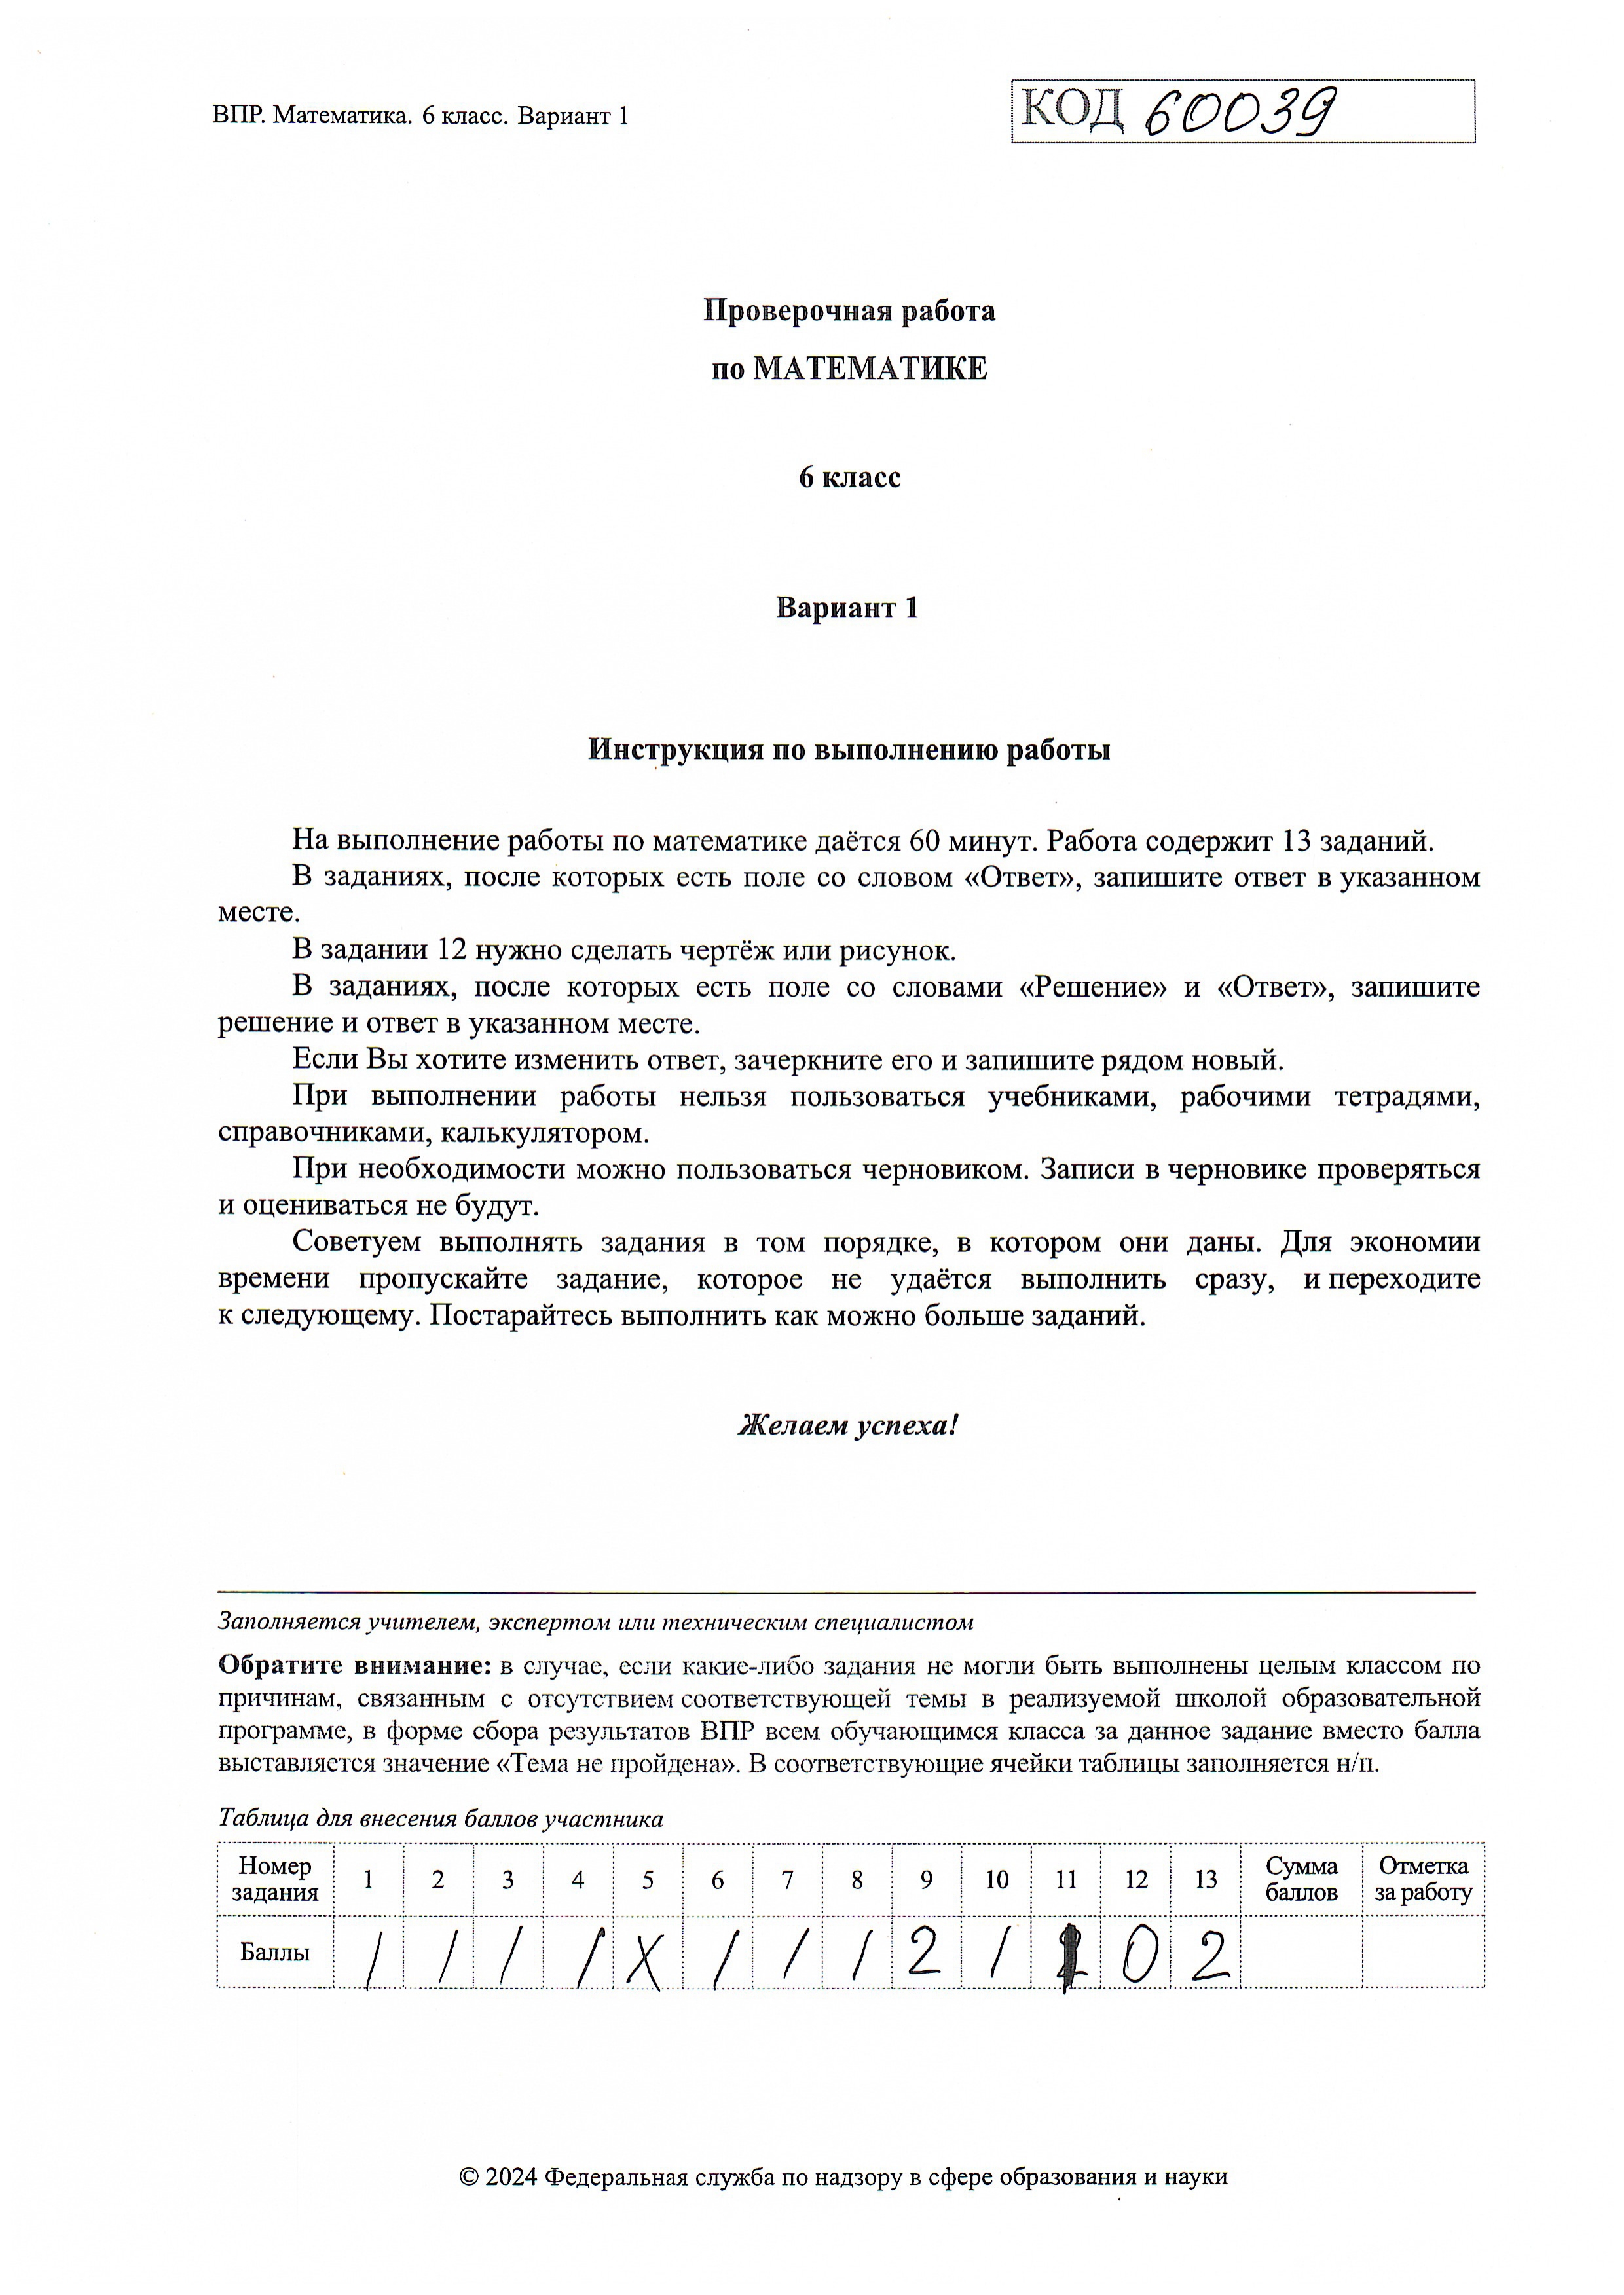 ВПР. Математика. 6 класс. Вариант 1
КОД 60039
Проверочная работа
по МАТЕМАТИКЕ
6 класс
Вариант 1
Инструкция по выполнению работы
На выполнение работы по математике даётся 60 минут. Работа содержит 13 заданий.
В заданиях, после которых есть поле со словом «Ответ», запишите ответ в указанном
месте.
В задании 12 нужно сделать чертёж или рисунок.
В заданиях, после которых есть поле со словами «Решение» и «Ответ», запишите
решение и ответ в указанном месте.
Если Вы хотите изменить ответ, зачеркните его и запишите рядом новый.
При выполнении работы нельзя пользоваться учебниками, рабочими тетрадями,
справочниками, калькулятором.
При необходимости можно пользоваться черновиком. Записи в черновике проверяться
и оцениваться не будут.
Советуем выполнять задания в том порядке, в котором они даны. Для экономии
времени пропускайте задание, которое не удаётся выполнить сразу, и переходите
к следующему. Постарайтесь выполнить как можно больше заданий.
Желаем успеха!
Заполняется учителем, экспертом или техническим специалистом
Обратите внимание: в случае, если какие-либо задания не могли быть выполнены целым классом по
причинам, связанным с отсутствием соответствующей темы в реализуемой школой образовательной
программе, в форме сбора результатов ВПР всем обучающимся класса за данное задание вместо балла
выставляется значение «Тема не пройдена». В соответствующие ячейки таблицы заполняется н/п.
Таблица для внесения баллов участника
Номер задания 1 2 3 4 5 6 7 8 9 10 11 12 13 Сумма баллов Отметка за работу
Баллы 1 1 1 1 X 1 1 1 2 1 0 2
© 2024 Федеральная служба по надзору в сфере образования и науки